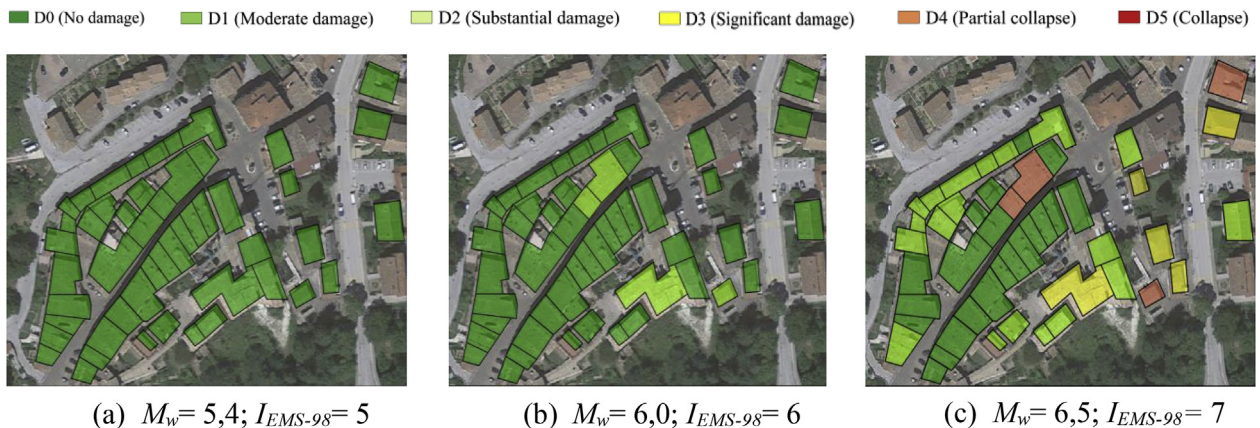 D0 (No damage) D1 (Moderate damage) D2 (Substantial damage) D3 (Significant damage) D4 (Partial collapse) D5 (Collapse)
(a) Mw= 5,4; IEMS-98= 5 (b) Mw= 6,0; IEMS-98= 6 (c) Mw= 6,5; IEMS-98= 7